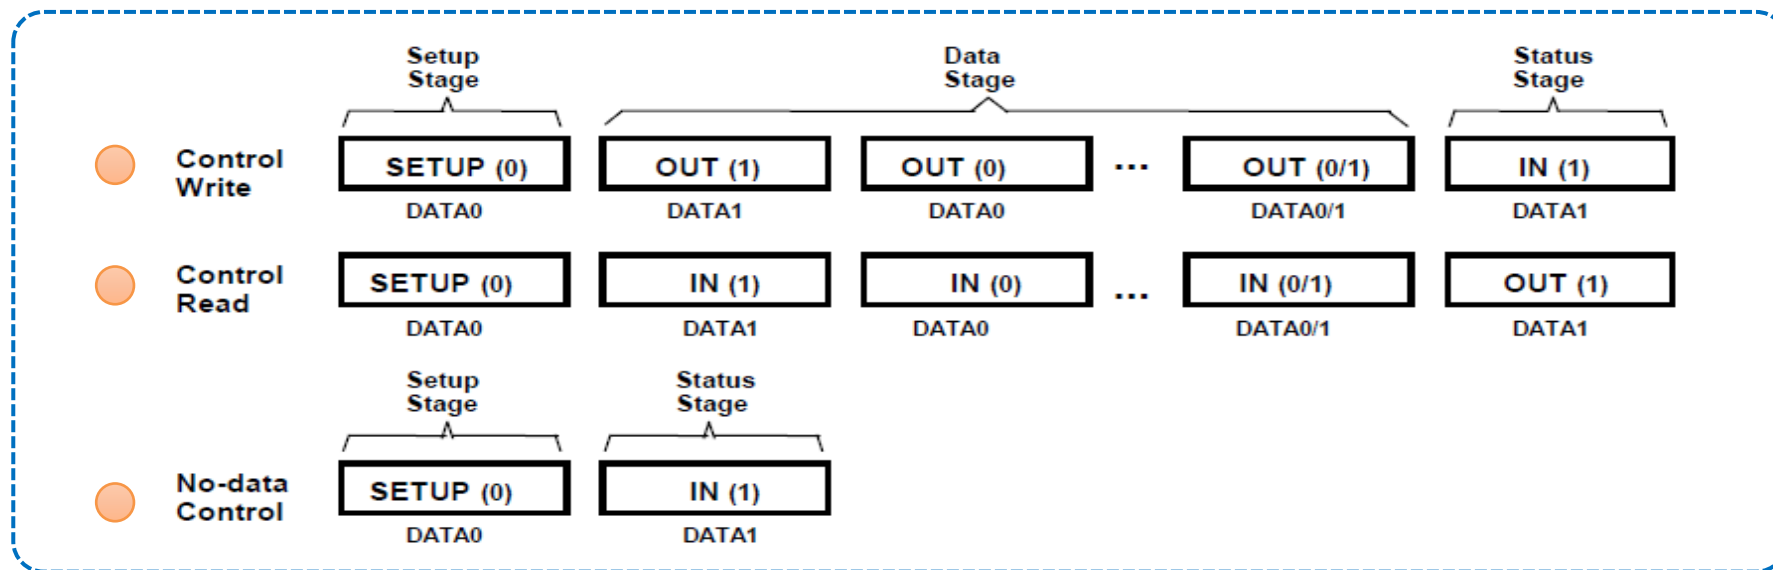 Setup
Stage
Data
Stage
Status
Stage
Control
Write
SETUP (0)
OUT (1)
OUT (0)
...
OUT (0/1)
IN (1)
DATA0
DATA1
DATA0
DATA0/1
DATA1
Control
Read
SETUP (0)
IN (1)
IN (0)
...
IN (0/1)
OUT (1)
DATA0
DATA1
DATA0
DATA0/1
DATA1
Setup
Stage
Status
Stage
No-data
Control
SETUP (0)
IN (1)
DATA0
DATA1